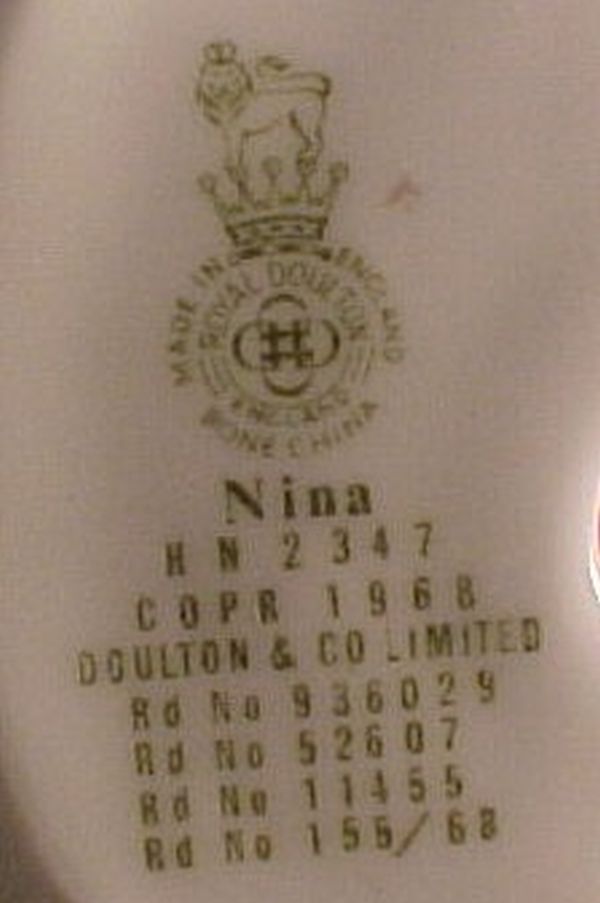 MADE IN ENGLAND
ROYAL DOULTON
ENGLAND
BONE CHINA
Nina
H N 2347
COPR 1968
DOULTON & CO LIMITED
Rd No 936029
Rd No 52607
Rd No 11455
Rd No 155/68